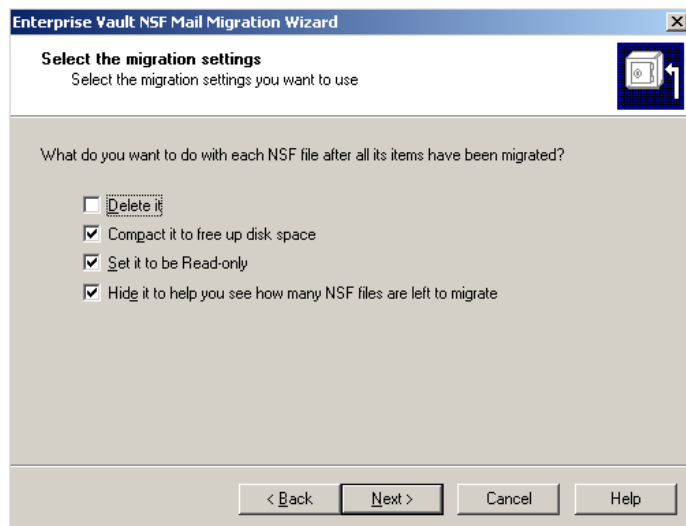 Enterprise Vault NSF Mail Migration Wizard
Select the migration settings
Select the migration settings you want to use
What do you want to do with each NSF file after all its items have been migrated?
Delete it
Compact it to free up disk space
Set it to be Read-only
Hide it to help you see how many NSF files are left to migrate
< Back Next > Cancel Help